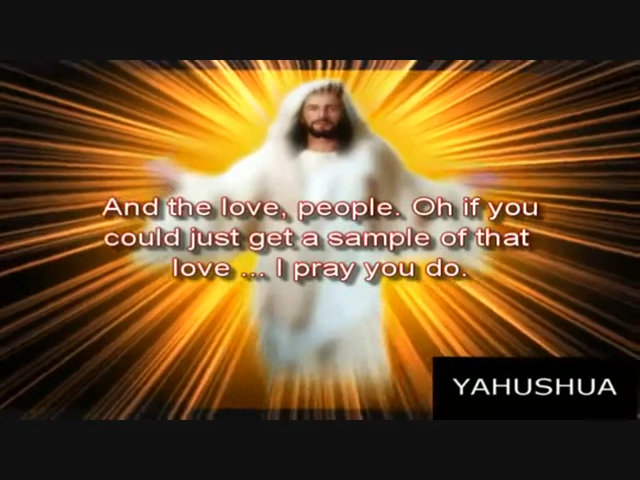 And the love, people. Oh if you
could just get a sample of that
love ... I pray you do.
YAHUSHUA